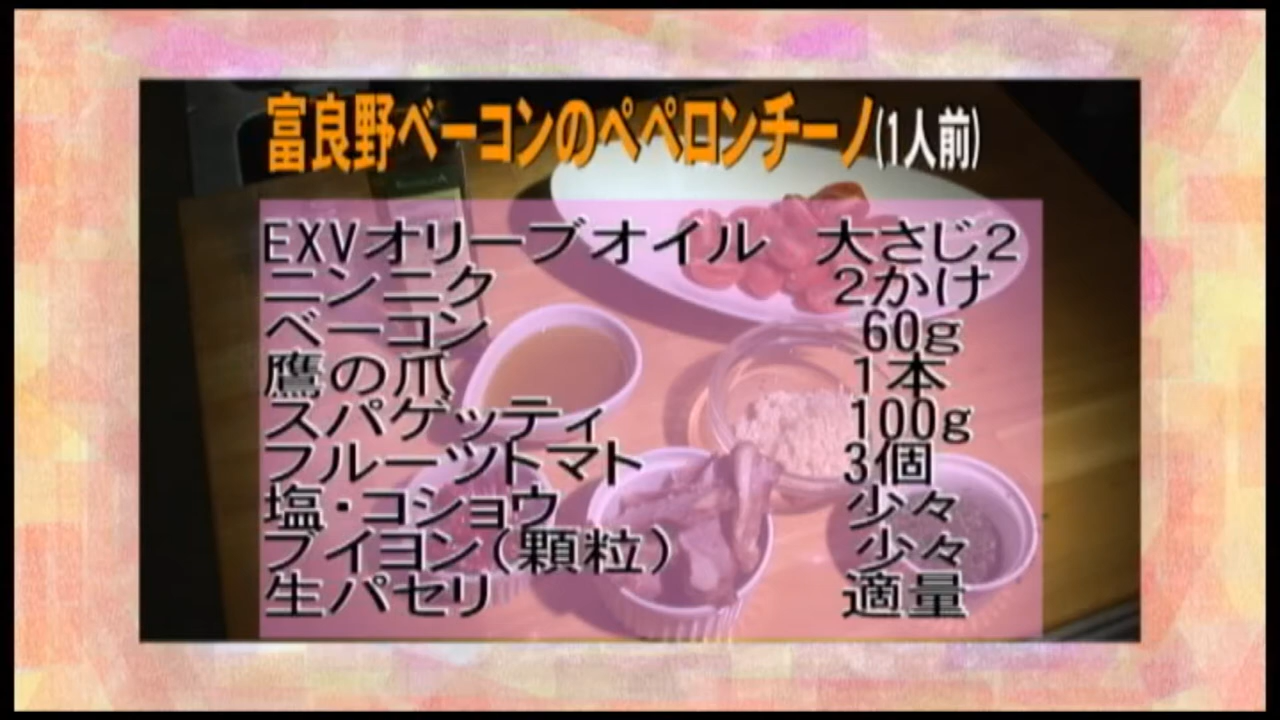 富良野ベーコンのペペロンチーノ(1人前)
EXVオリーブオイル 大さじ2
ニンニク 2かけ
ベーコン 60g
鷹の爪 1本
スパゲッティ 100g
フルーツトマト 3個
塩・コショウ 少々
ブイヨン(顆粒) 少々
生パセリ 適量